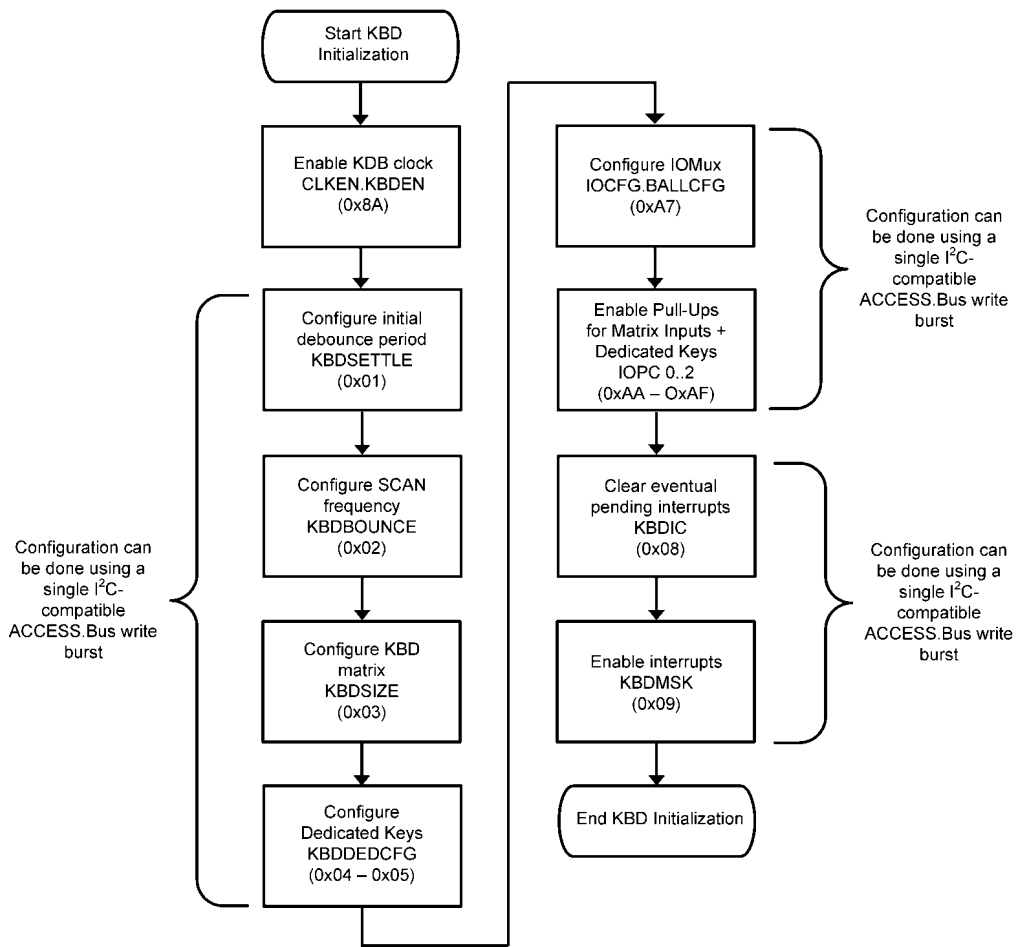 Start KBD
Initialization
Enable KDB clock
CLKEN.KBDEN
(0x8A)
Configure initial
debounce period
KBDSETTLE
(0x01)
Configure SCAN
frequency
KBDBOUNCE
(0x02)
Configure KBD
matrix
KBDSIZE
(0x03)
Configure
Dedicated Keys
KBDDEDCFG
(0x04 – 0x05)
Configuration can
be done using a
single I²C-
compatible
ACCESS.Bus write
burst
Configure IOMux
IOCFG.BALLCFG
(0xA7)
Enable Pull-Ups
for Matrix Inputs +
Dedicated Keys
IOPC 0..2
(0xAA – OxAF)
Configuration can
be done using a
single I²C-
compatible
ACCESS.Bus write
burst
Clear eventual
pending interrupts
KBDIC
(0x08)
Enable interrupts
KBDMSK
(0x09)
Configuration can
be done using a
single I²C-
compatible
ACCESS.Bus write
burst
End KBD Initialization